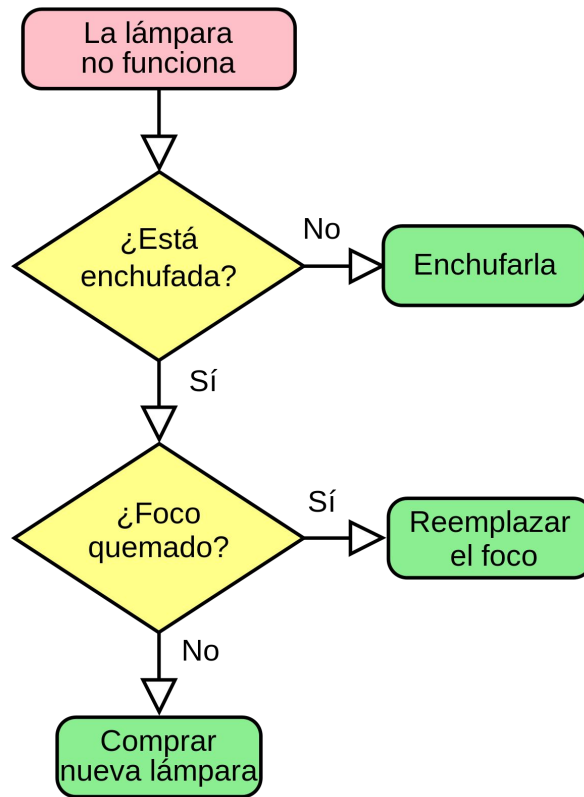 La lámpara
no funciona
¿Está
enchufada?
No
Enchufarla
Sí
¿Foco
quemado?
Sí
Reemplazar
el foco
No
Comprar
nueva lámpara